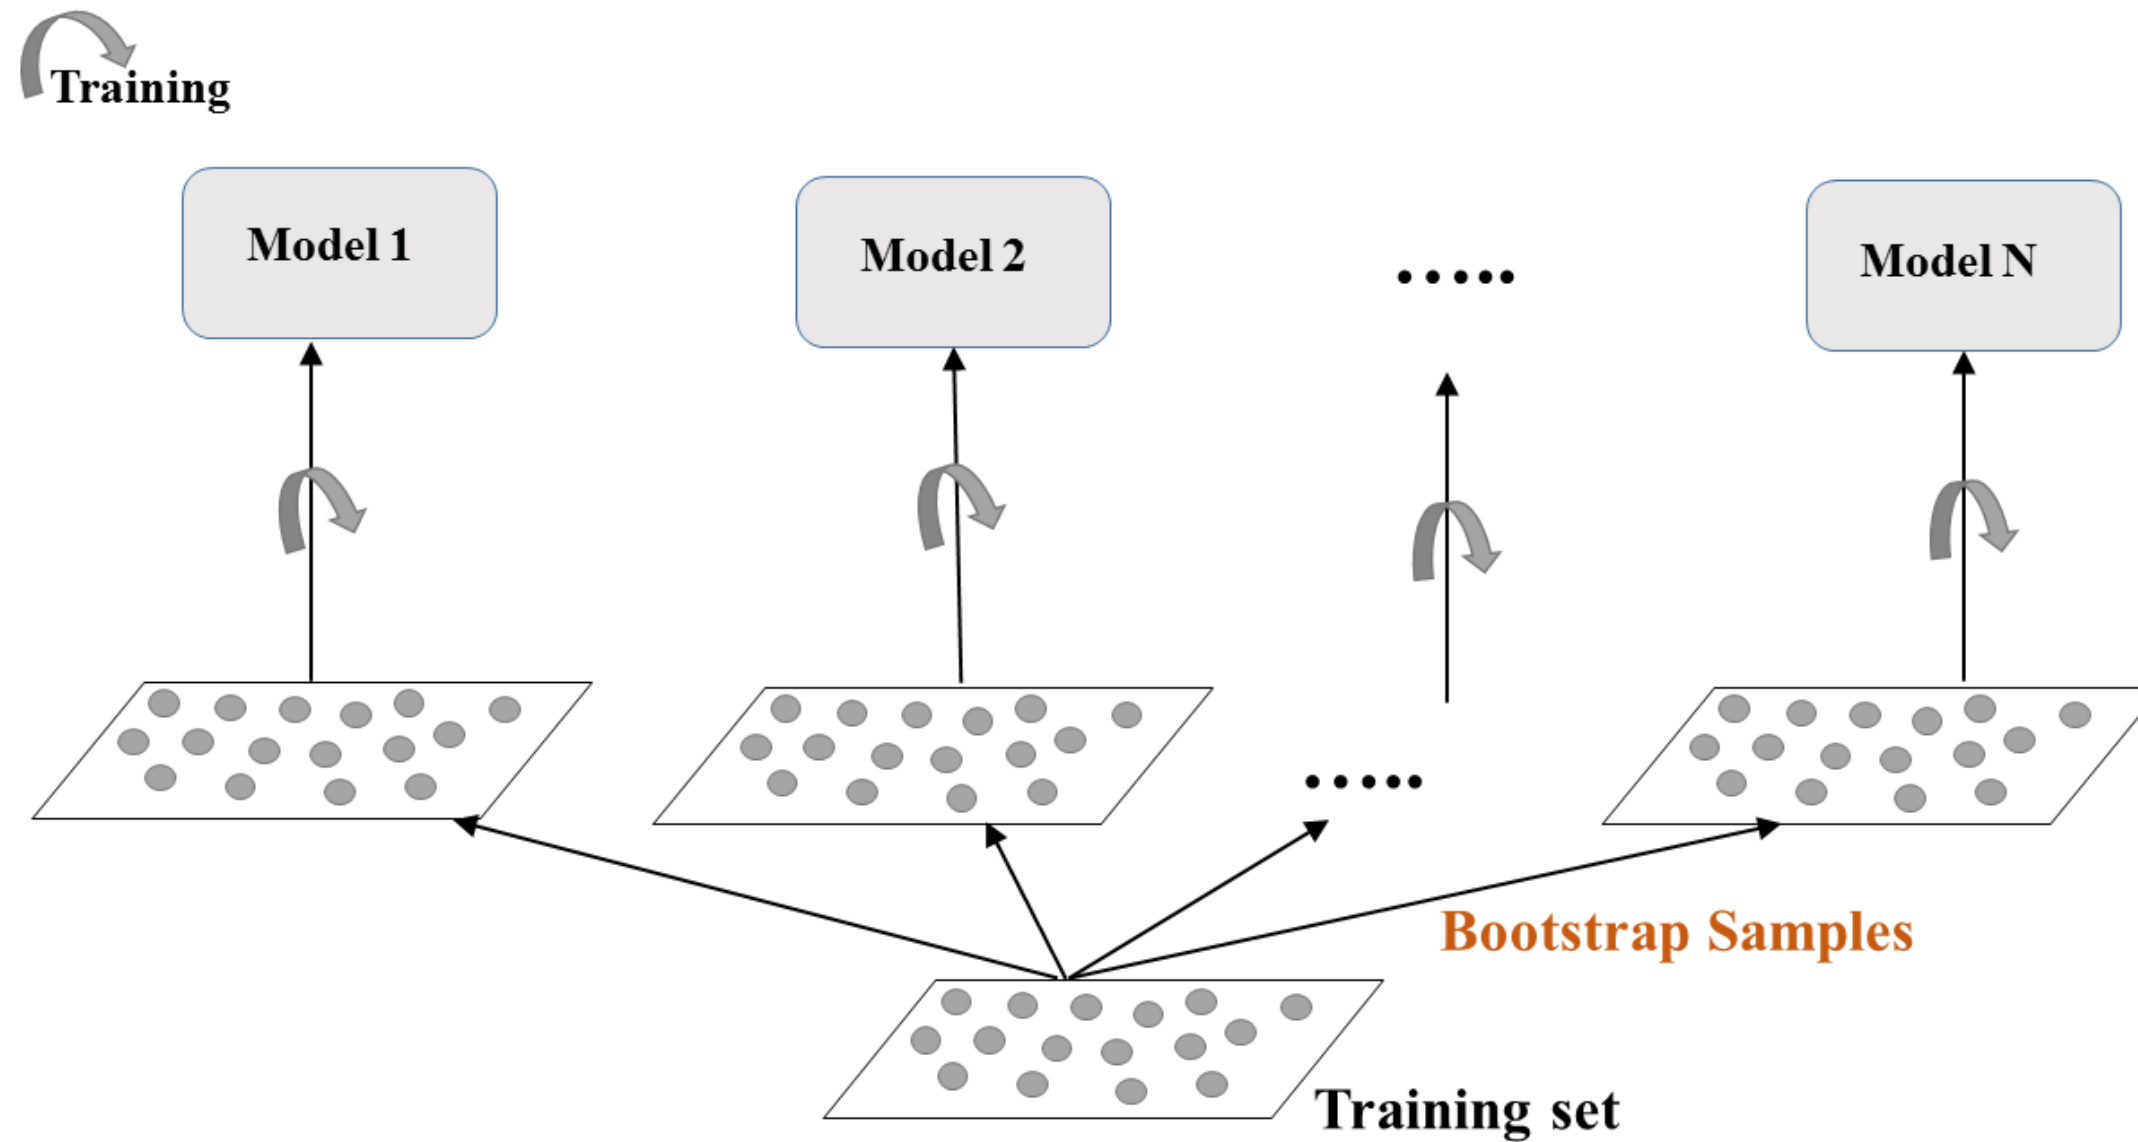 Training
Model 1
Model 2
.....
Model N
.....
Bootstrap Samples
Training set